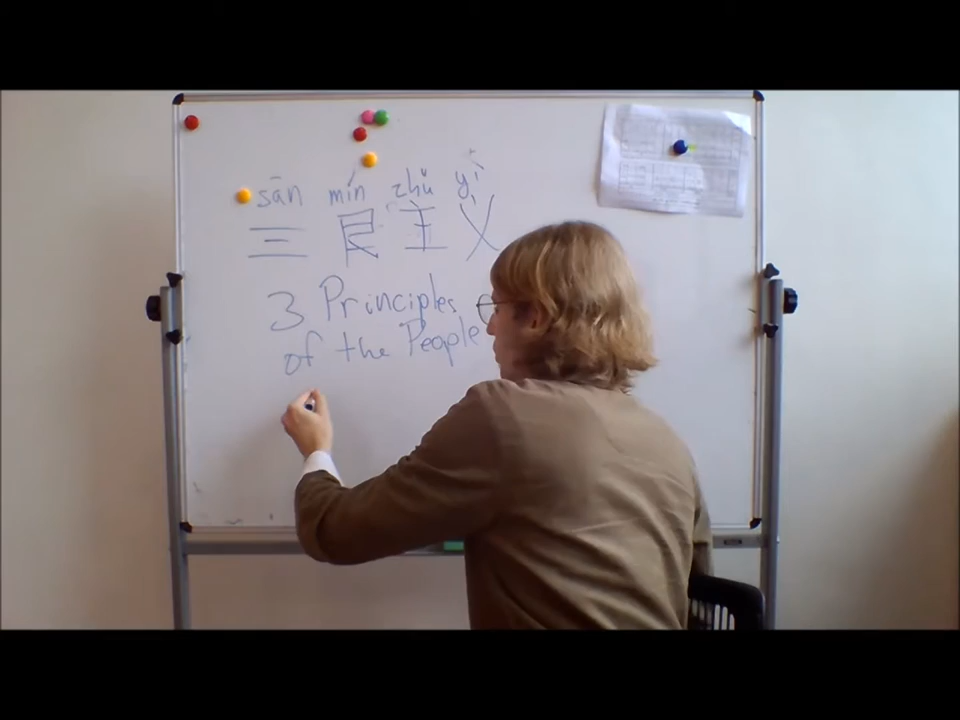 sān mín zhǔ yì
三民主义
3 Principles
of the People